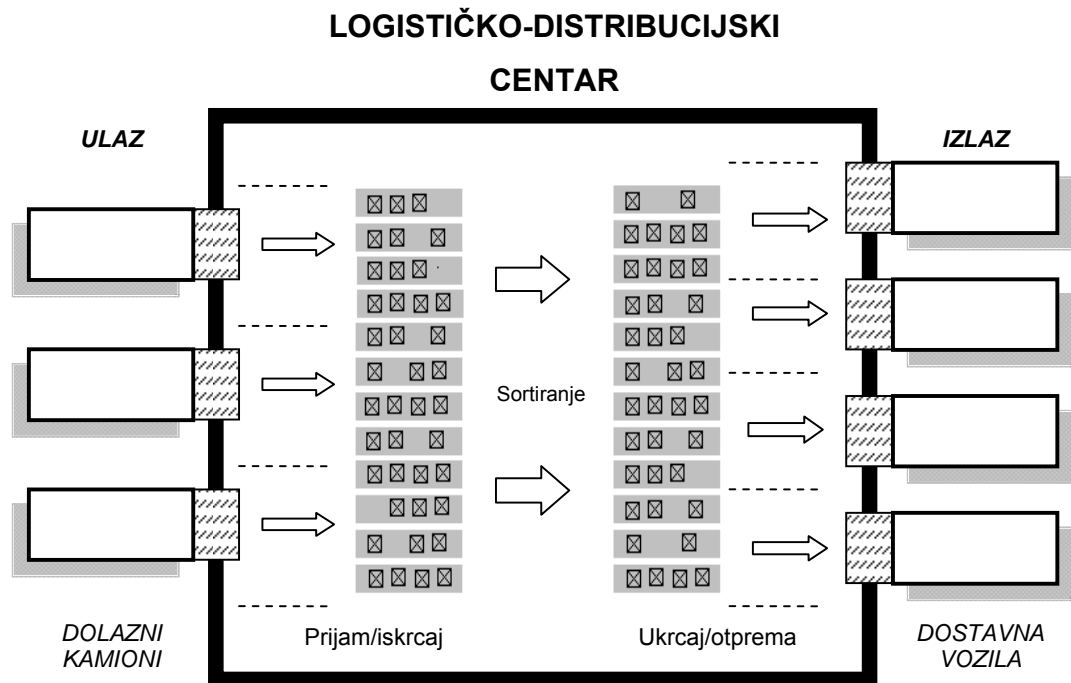 LOGISTIČKO-DISTRIBUCIJSKI
CENTAR
ULAZ
IZLAZ
Sortiranje
DOLAZNI
KAMIONI
Prijam/iskrcaj
Ukrcaj/otprema
DOSTAVNA
VOZILA